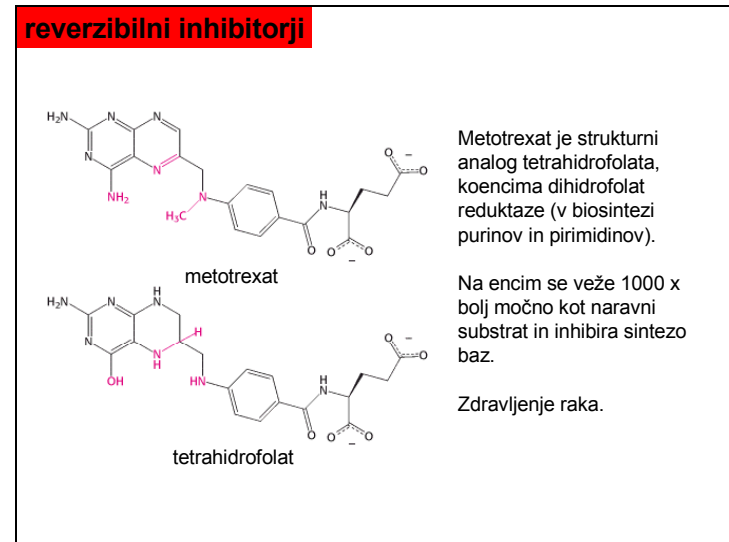 reverzibilni inhibitorji
H₂N
N
N
N
N
NH₂
N
H₃C
O
H
N
O
O
–
O
O
–
metotrexat
Metotrexat je strukturni
analog tetrahidrofolata,
koencima dihidrofolat
reduktaze (v biosintezi
purinov in pirimidinov).
Na encim se veže 1000 x
bolj močno kot naravni
substrat in inhibira sintezo
baz.
Zdravljenje raka.
H₂N
N
N
H
N
H
N
H
OH
HN
O
H
N
O
O
–
O
O
–
tetrahidrofolat